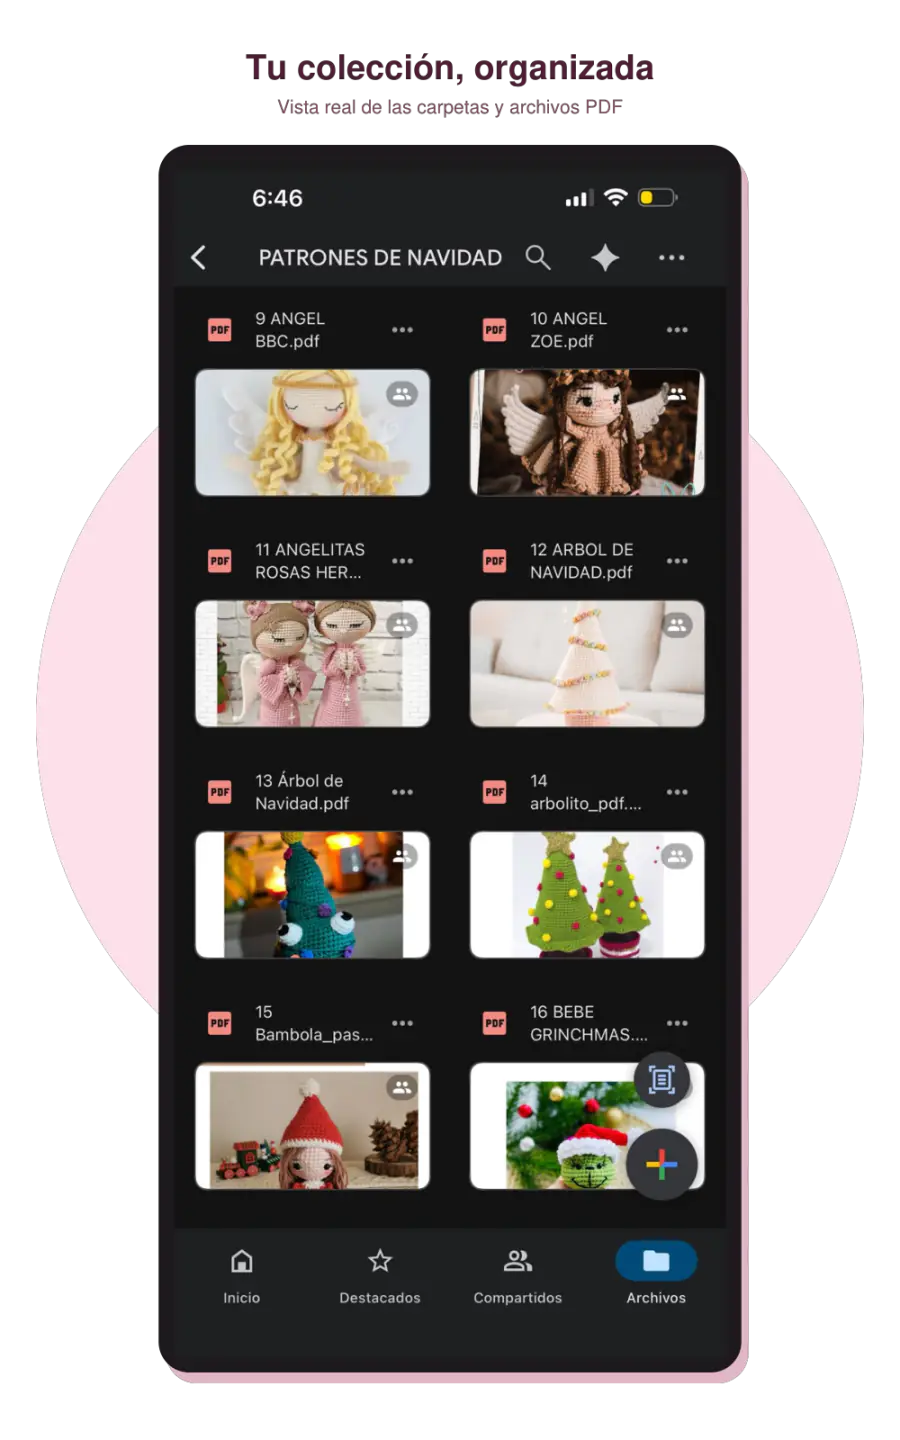 Tu colección, organizada
Vista real de las carpetas y archivos PDF
6:46
PATRONES DE NAVIDAD
PDF
9 ANGEL
BBC.pdf
PDF
10 ANGEL
ZOE.pdf
PDF
11 ANGELITAS
ROSAS HER...
PDF
12 ARBOL DE
NAVIDAD.pdf
PDF
13 Árbol de
Navidad.pdf
PDF
14
arbolito_pdf....
PDF
15
Bambola_pas...
PDF
16 BEBE
GRINCHMAS....
Inicio
Destacados
Compartidos
Archivos